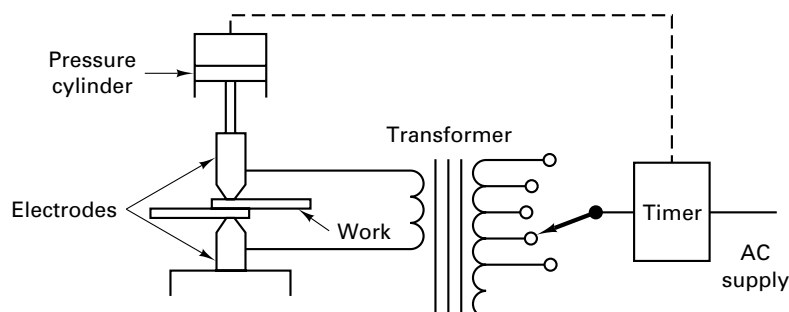 Pressure
cylinder
Transformer
Electrodes
Work
Timer
AC
supply